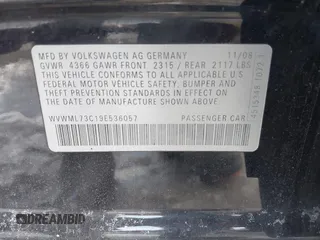 MFD. BY VOLKSWAGEN AG GERMANY 11/08
GVWR 4366 GAWR FRONT 2315 / REAR 2117 LBS
THIS VEHICLE CONFORMS TO ALL APPLICABLE U.S
FEDERAL MOTOR VEHICLE SAFETY, BUMPER, AND
THEFT PREVENTION STANDARDS IN EFFECT ON THE
DATE OF MANUFACTURE SHOWN ABOVE.
WVWML73C19E536057 PASSENGER CAR
DREAMBID